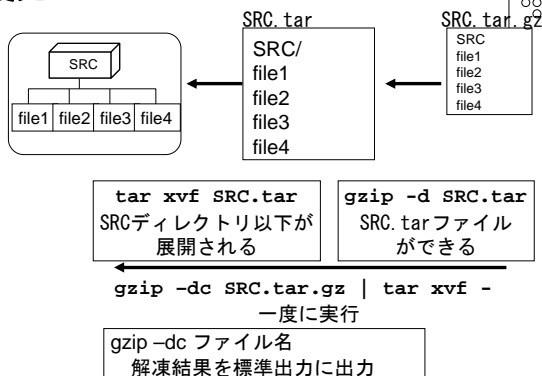 SRC.tar
SRC.tar.gz
SRC
file1 file2 file3 file4
SRC/
file1
file2
file3
file4
SRC
file1
file2
file3
file4
tar xvf SRC.tar
SRCディレクトリ以下が
展開される
gzip -d SRC.tar
SRC.tarファイル
ができる
gzip –dc SRC.tar.gz | tar xvf -
一度に実行
gzip –dc ファイル名
解凍結果を標準出力に出力